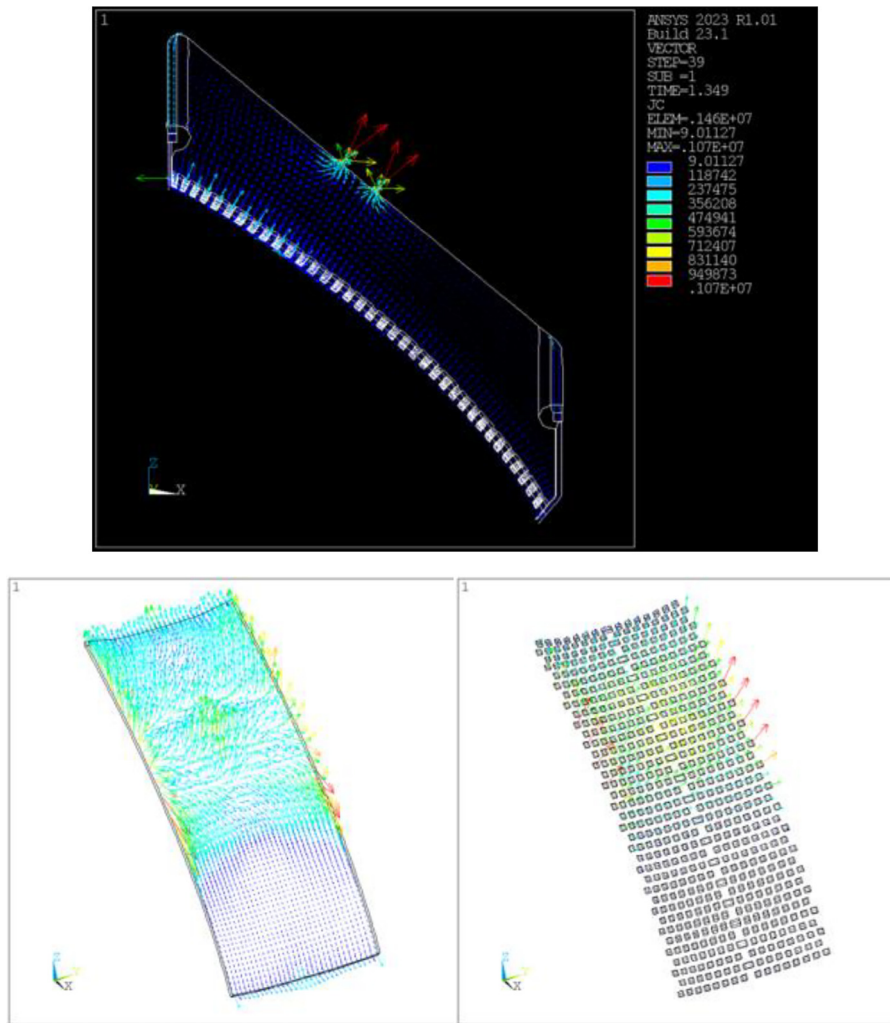 1
ANSYS 2023 R1.01
Build 23.1
VECTOR
STEP=39
SUB =1
TIME=1.349
JC
ELEM=.146E+07
MIN=9.01127
MAX=.107E+07
9.01127
118742
237475
356208
474941
593674
712407
831140
949873
.107E+07
Z
Y X
1
Z
Y
X
1
Z
Y
X